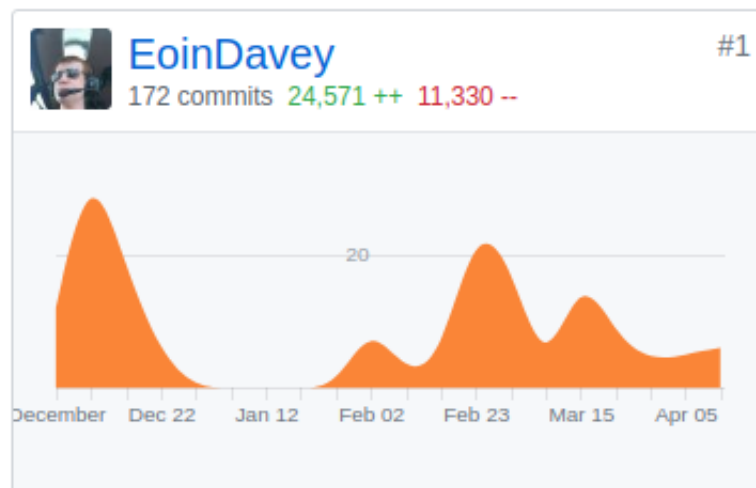 EoinDavey
#1
172 commits 24,571 ++ 11,330 --
20
December Dec 22 Jan 12 Feb 02 Feb 23 Mar 15 Apr 05